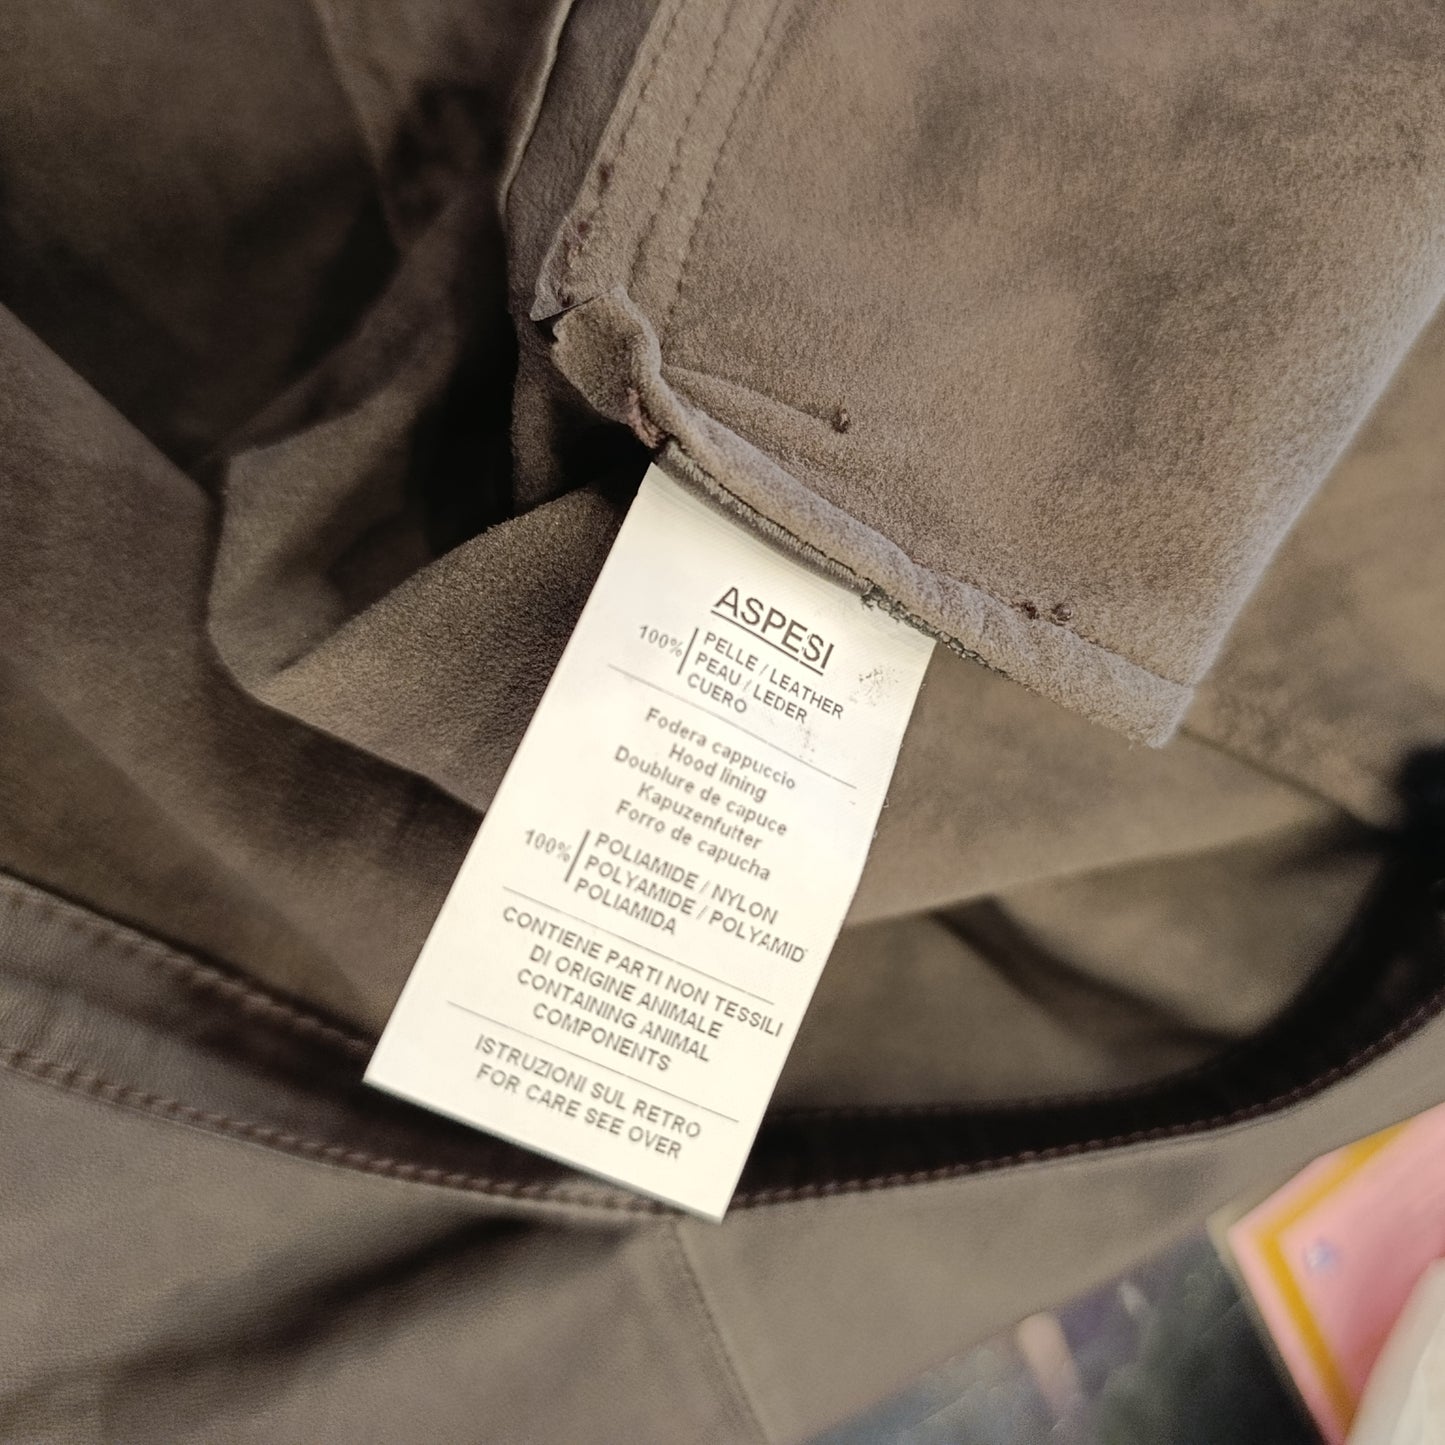 ASPESI
100% PELLE / LEATHER
PEAU / LEDER
CUERO
Fodera cappuccio
Hood lining
Doublure de capuce
Kapuzenfutter
Forro de capucha
100% POLIAMIDE / NYLON
POLYAMIDE / POLYAMID
POLIAMIDA
CONTIENE PARTI NON TESSILI
DI ORIGINE ANIMALE
CONTAINING ANIMAL
COMPONENTS
ISTRUZIONI SUL RETRO
FOR CARE SEE OVER